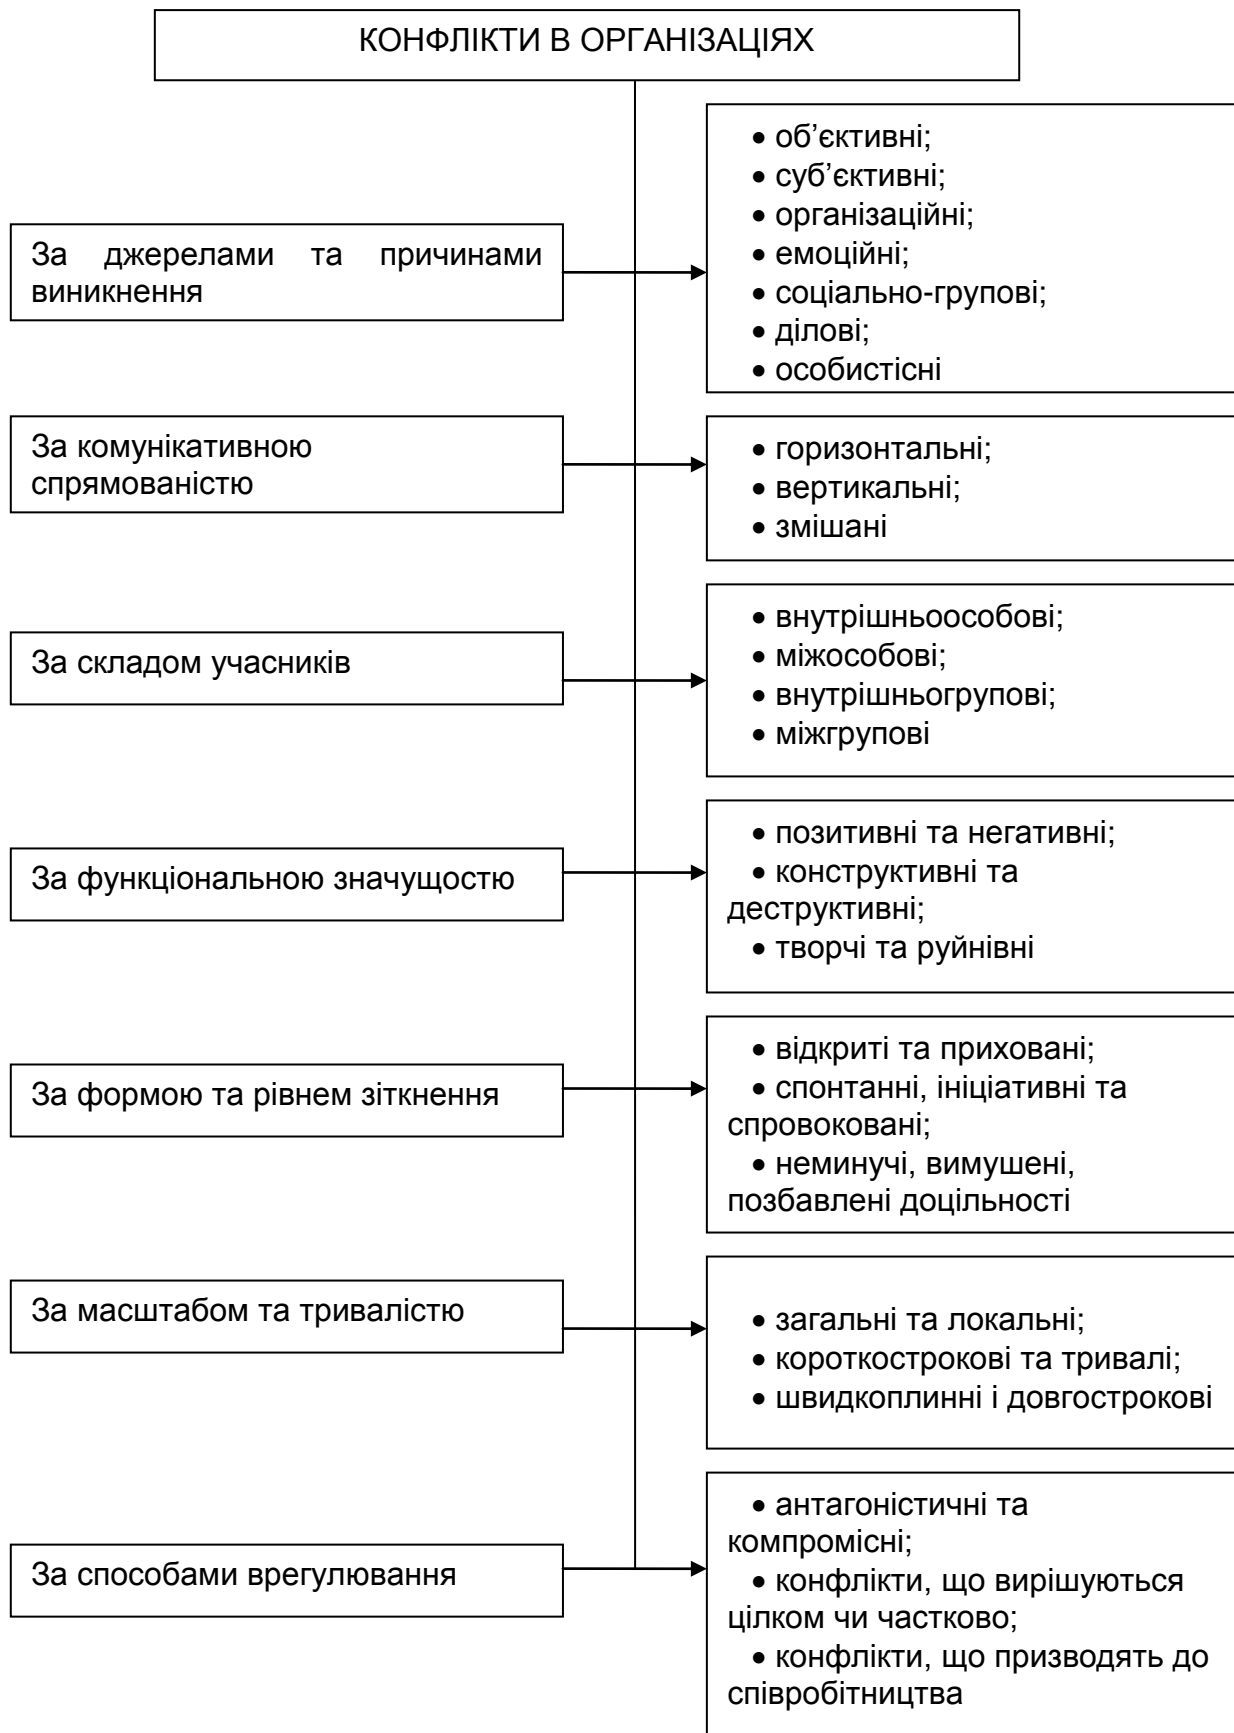 КОНФЛІКТИ В ОРГАНІЗАЦІЯХ
За джерелами та причинами
виникнення
• об’єктивні;
• суб’єктивні;
• організаційні;
• емоційні;
• соціально-групові;
• ділові;
• особистісні
За комунікативною
спрямованістю
• горизонтальні;
• вертикальні;
• змішані
За складом учасників
• внутрішньоособові;
• міжособові;
• внутрішньогрупові;
• міжгрупові
За функціональною значущостю
• позитивні та негативні;
• конструктивні та
деструктивні;
• творчі та руйнівні
За формою та рівнем зіткнення
• відкриті та приховані;
• спонтанні, ініціативні та
спровоковані;
• неминучі, вимушені,
позбавлені доцільності
За масштабом та тривалістю
• загальні та локальні;
• короткострокові та тривалі;
• швидкоплинні і довгострокові
За способами врегулювання
• антагоністичні та
компромісні;
• конфлікти, що вирішуються
цілком чи частково;
• конфлікти, що призводять до
співробітництва